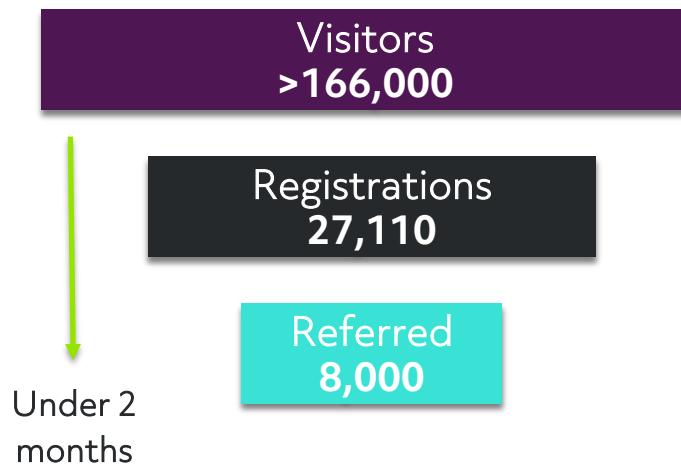 Visitors
>166,000
Registrations
27,110
Referred
8,000
Under 2
months